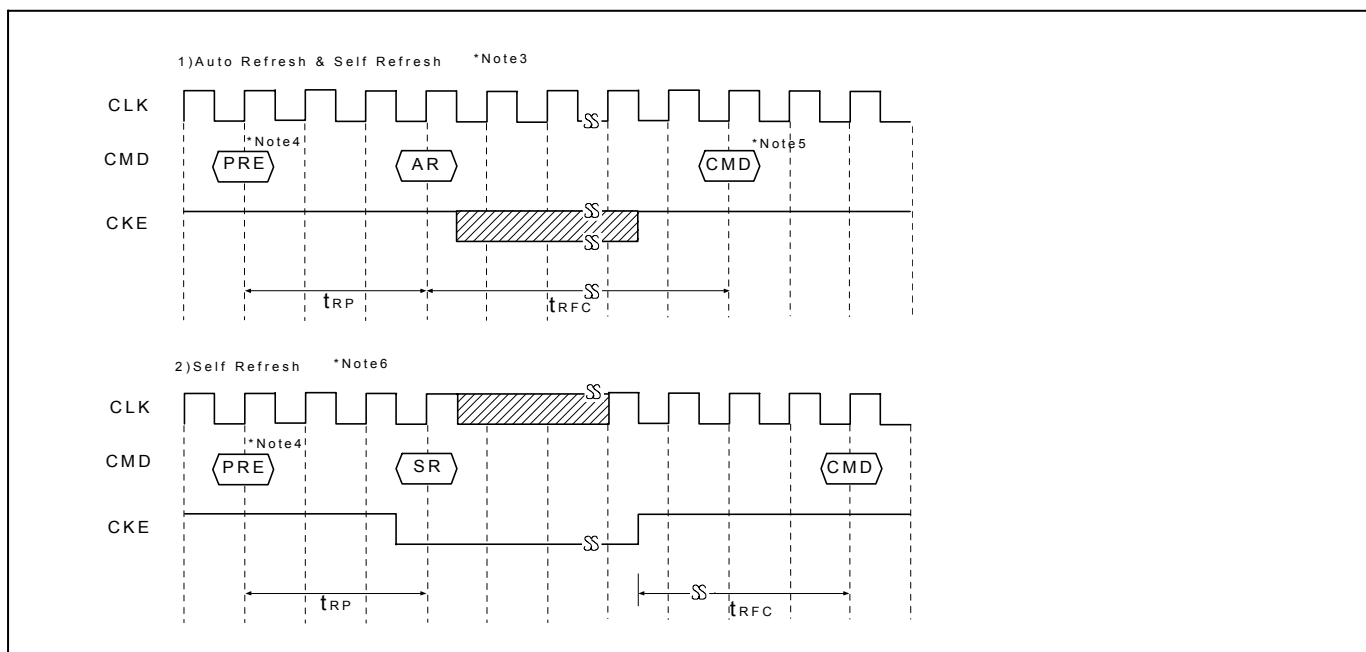 1)Auto Refresh & Self Refresh *Note3
CLK
CMD
PRE
*Note4
AR
CMD
*Note5
CKE
tRP
tRFC
2)Self Refresh *Note6
CLK
CMD
PRE
*Note4
SR
CMD
CKE
tRP
tRFC